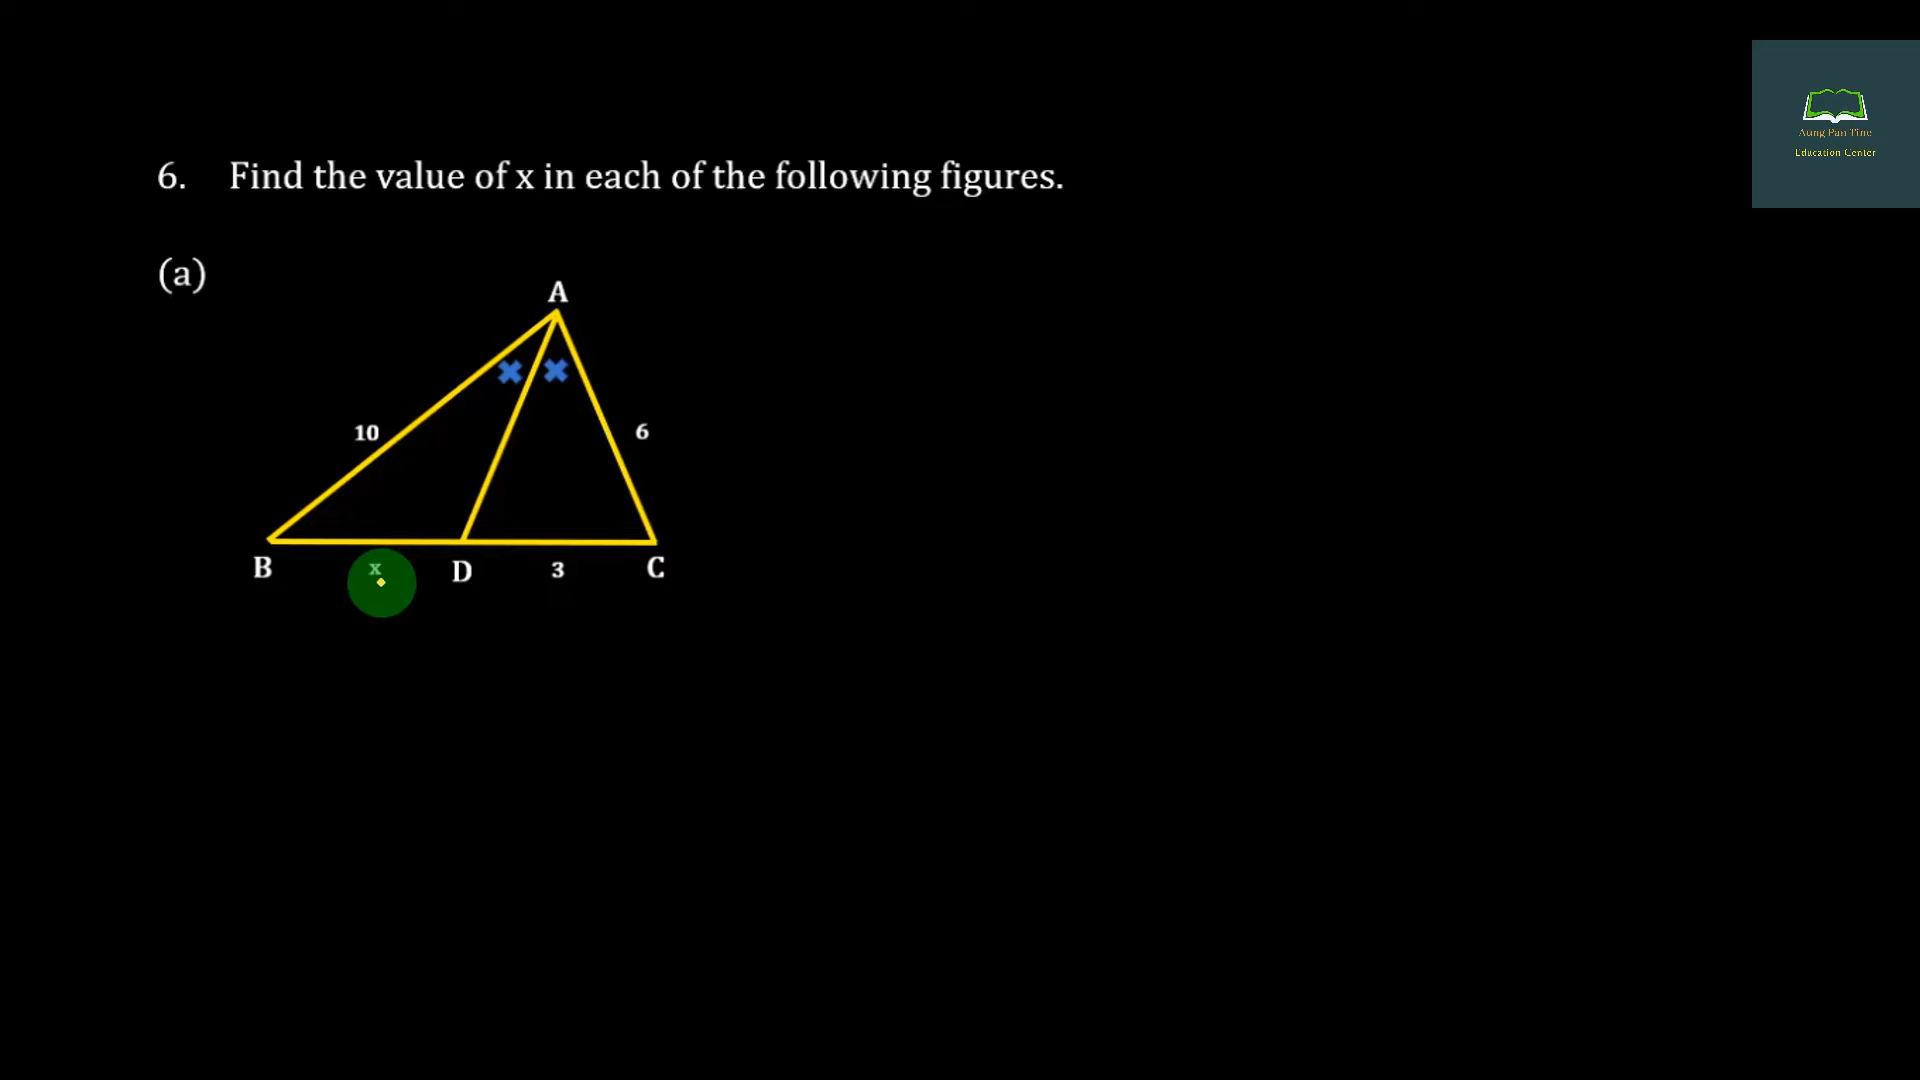 Aung Pan Tine
Education Center
6. Find the value of x in each of the following figures.
(a)
A
10
6
B
x
D
3
C